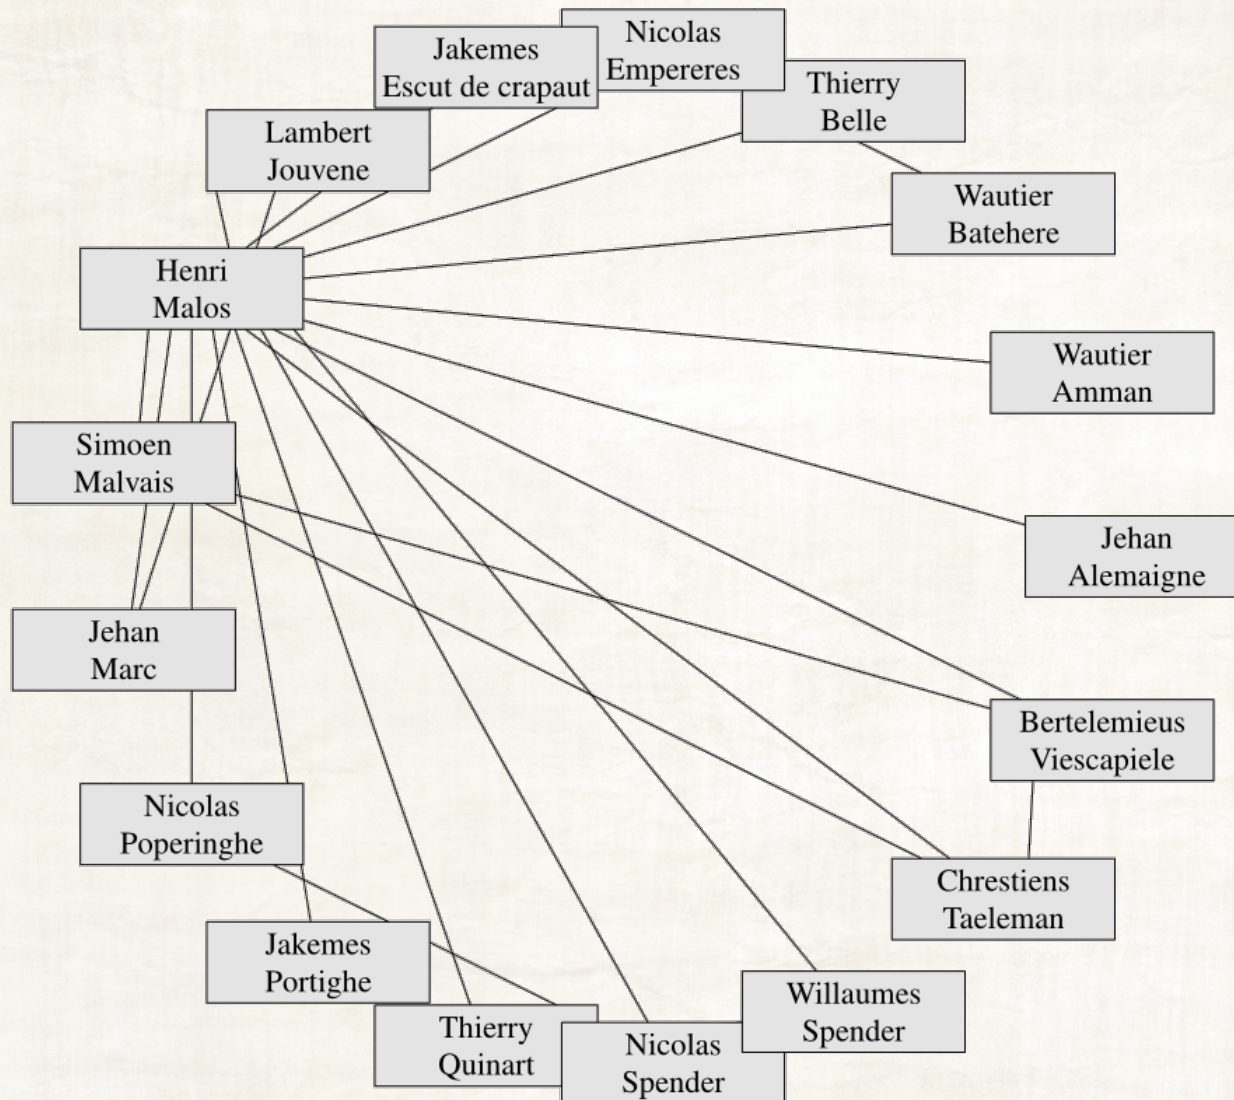 Nicolas
Empereres
Jakemes
Escut de crapaut
Thierry
Belle
Lambert
Jouvene
Wautier
Batehere
Henri
Malos
Wautier
Amman
Simoen
Malvais
Jehan
Alemaigne
Jehan
Marc
Bertelemieus
Viescapiele
Nicolas
Poperinghe
Chrestiens
Taeleman
Jakemes
Portighe
Willaumes
Spender
Thierry
Quinart
Nicolas
Spender